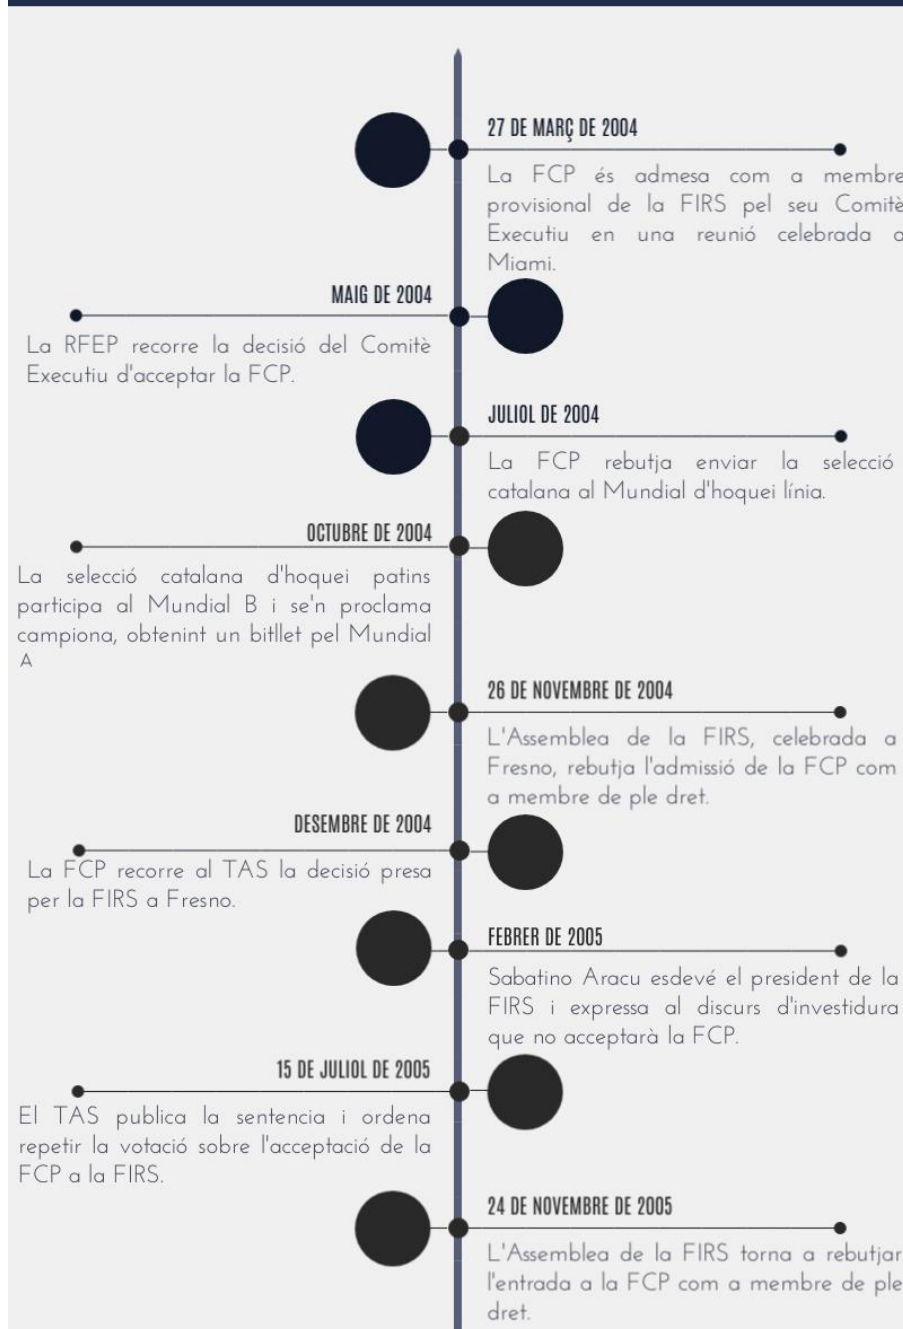 27 DE MARÇ DE 2004
La FCP és admesa com a membre
provisional de la FIRS pel seu Comitè
Executiu en una reunió celebrada a
Miami.
MAIG DE 2004
La RFEP recorre la decisió del Comitè
Executiu d'acceptar la FCP.
JULIOL DE 2004
La FCP rebutja enviar la selecció
catalana al Mundial d'hoquei línia.
OCTUBRE DE 2004
La selecció catalana d'hoquei patins
participa al Mundial B i se'n proclama
campiona, obtenint un bitllet pel Mundial
A
26 DE NOVEMBRE DE 2004
L'Assemblea de la FIRS, celebrada a
Fresno, rebutja l'admissió de la FCP com
a membre de ple dret.
DESEMBRE DE 2004
La FCP recorre al TAS la decisió presa
per la FIRS a Fresno.
FEBRER DE 2005
Sabatino Aracu esdevé el president de la
FIRS i expressa al discurs d'investidura
que no acceptarà la FCP.
15 DE JULIOL DE 2005
El TAS publica la sentencia i ordena
repetir la votació sobre l'acceptació de la
FCP a la FIRS.
24 DE NOVEMBRE DE 2005
L'Assemblea de la FIRS torna a rebutjar
l'entrada a la FCP com a membre de ple
dret.